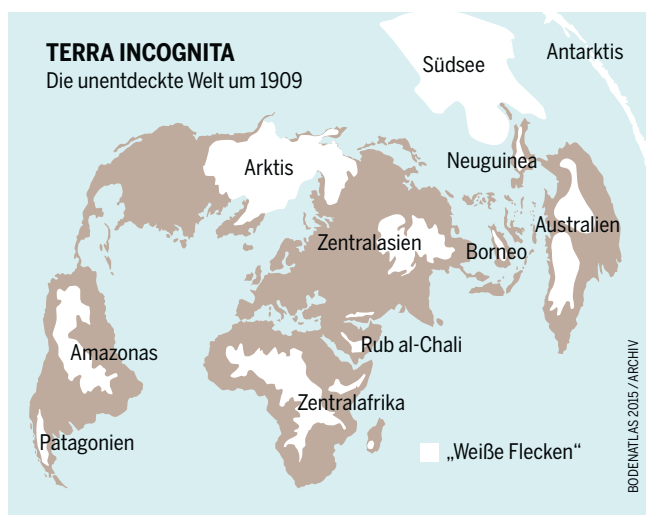 TERRA INCOGNITA
Die unentdeckte Welt um 1909
Südsee
Antarktis
Arktis
Neuguinea
Zentralasien
Borneo
Australien
Amazonas
Rub al-Chali
Zentralafrika
Patagonien
„Weiße Flecken“
BODENATLAS 2015 / ARCHIV